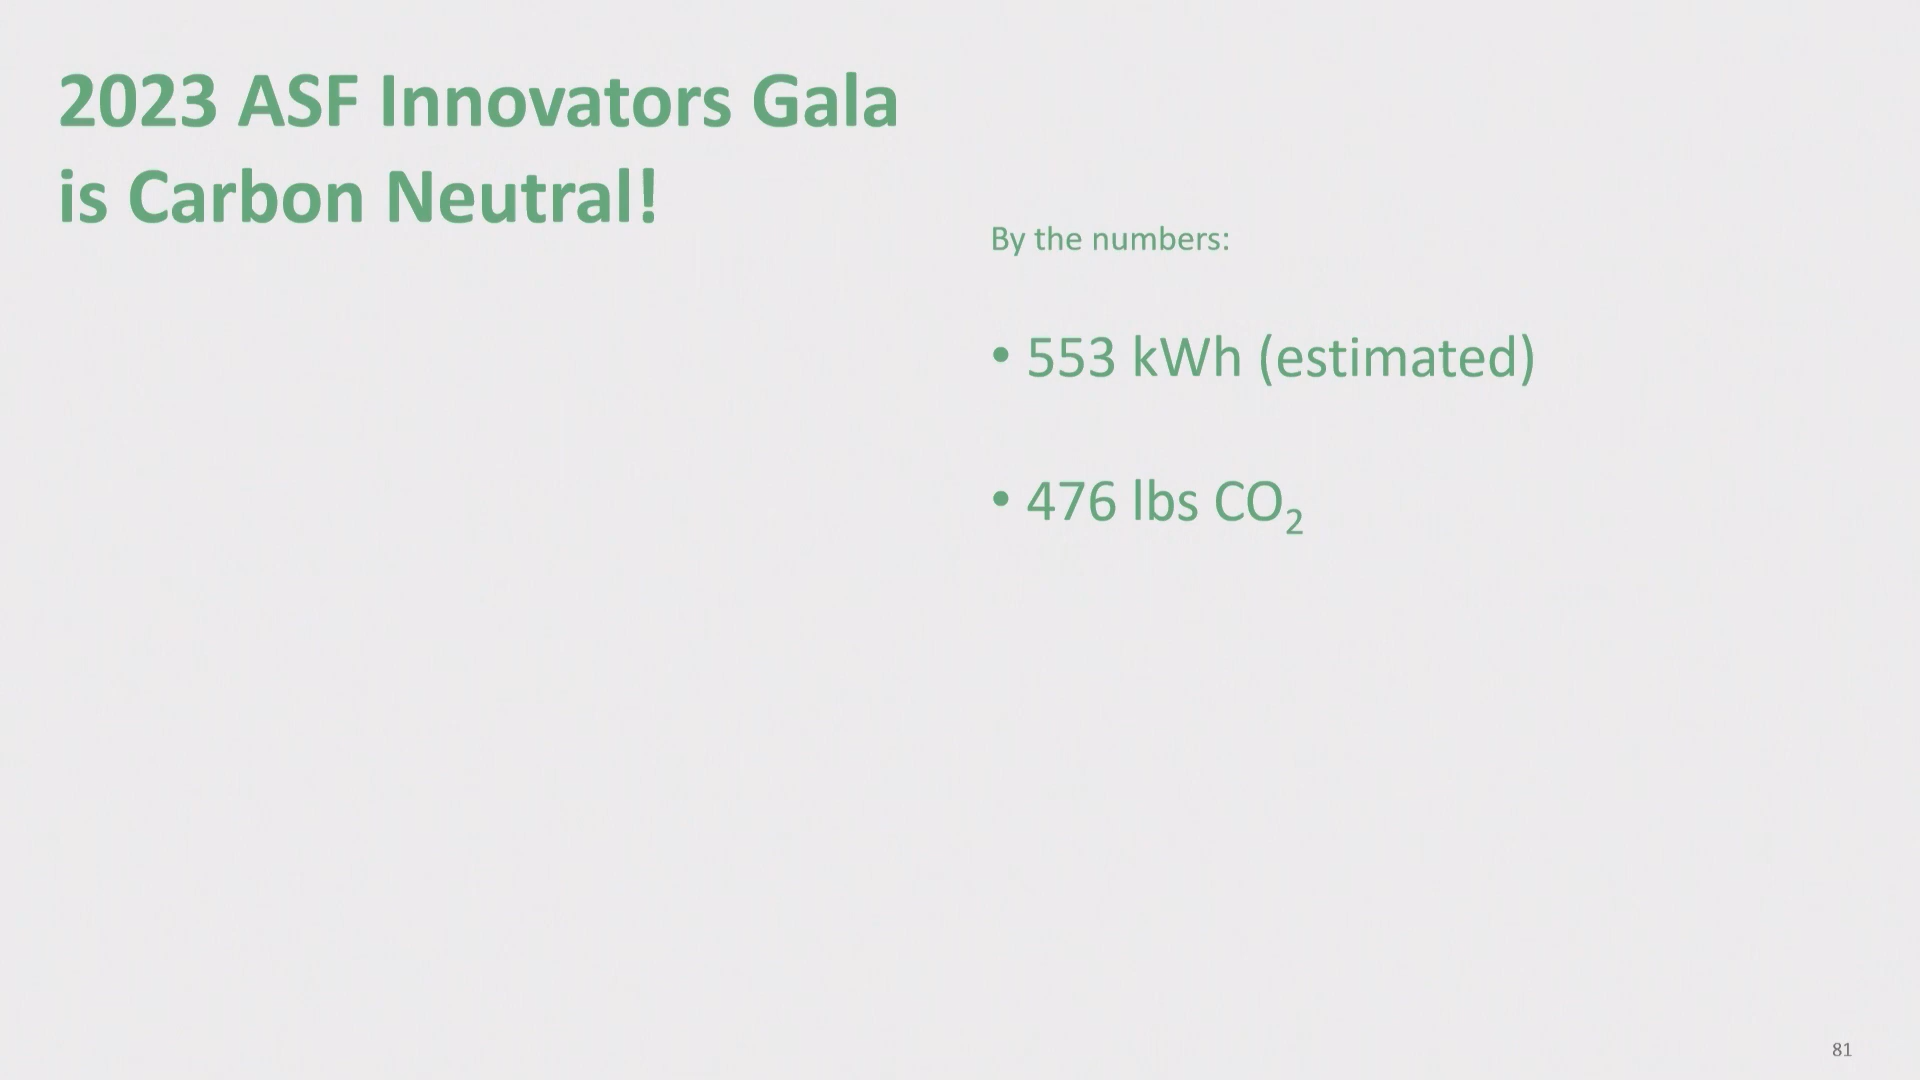 2023 ASF Innovators Gala
is Carbon Neutral!
By the numbers:
• 553 kWh (estimated)
• 476 lbs CO₂
81